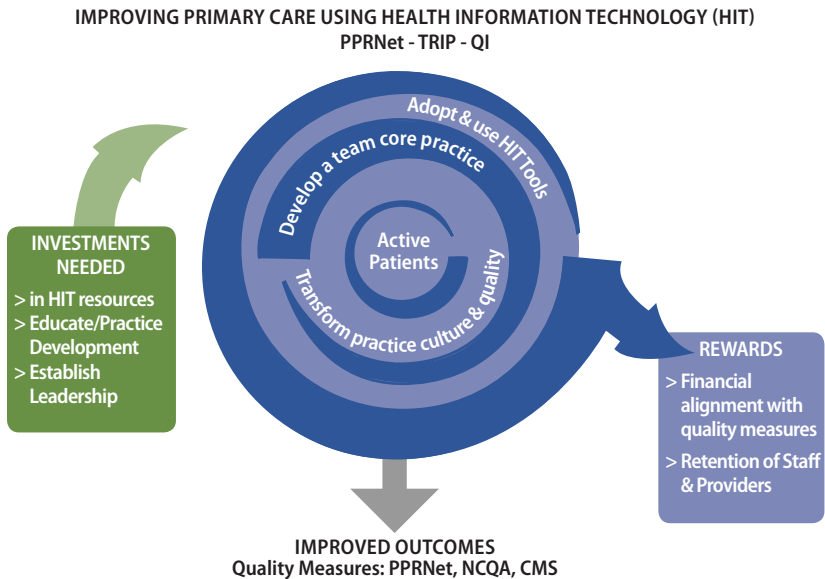 IMPROVING PRIMARY CARE USING HEALTH INFORMATION TECHNOLOGY (HIT)
PPRNet - TRIP - QI
Adopt & use HIT Tools
Develop a team core practice
Active
Patients
Transform practice culture & quality
INVESTMENTS
NEEDED
> in HIT resources
> Educate/Practice
Development
> Establish
Leadership
REWARDS
> Financial
alignment with
quality measures
> Retention of Staff
& Providers
IMPROVED OUTCOMES
Quality Measures: PPRNet, NCQA, CMS